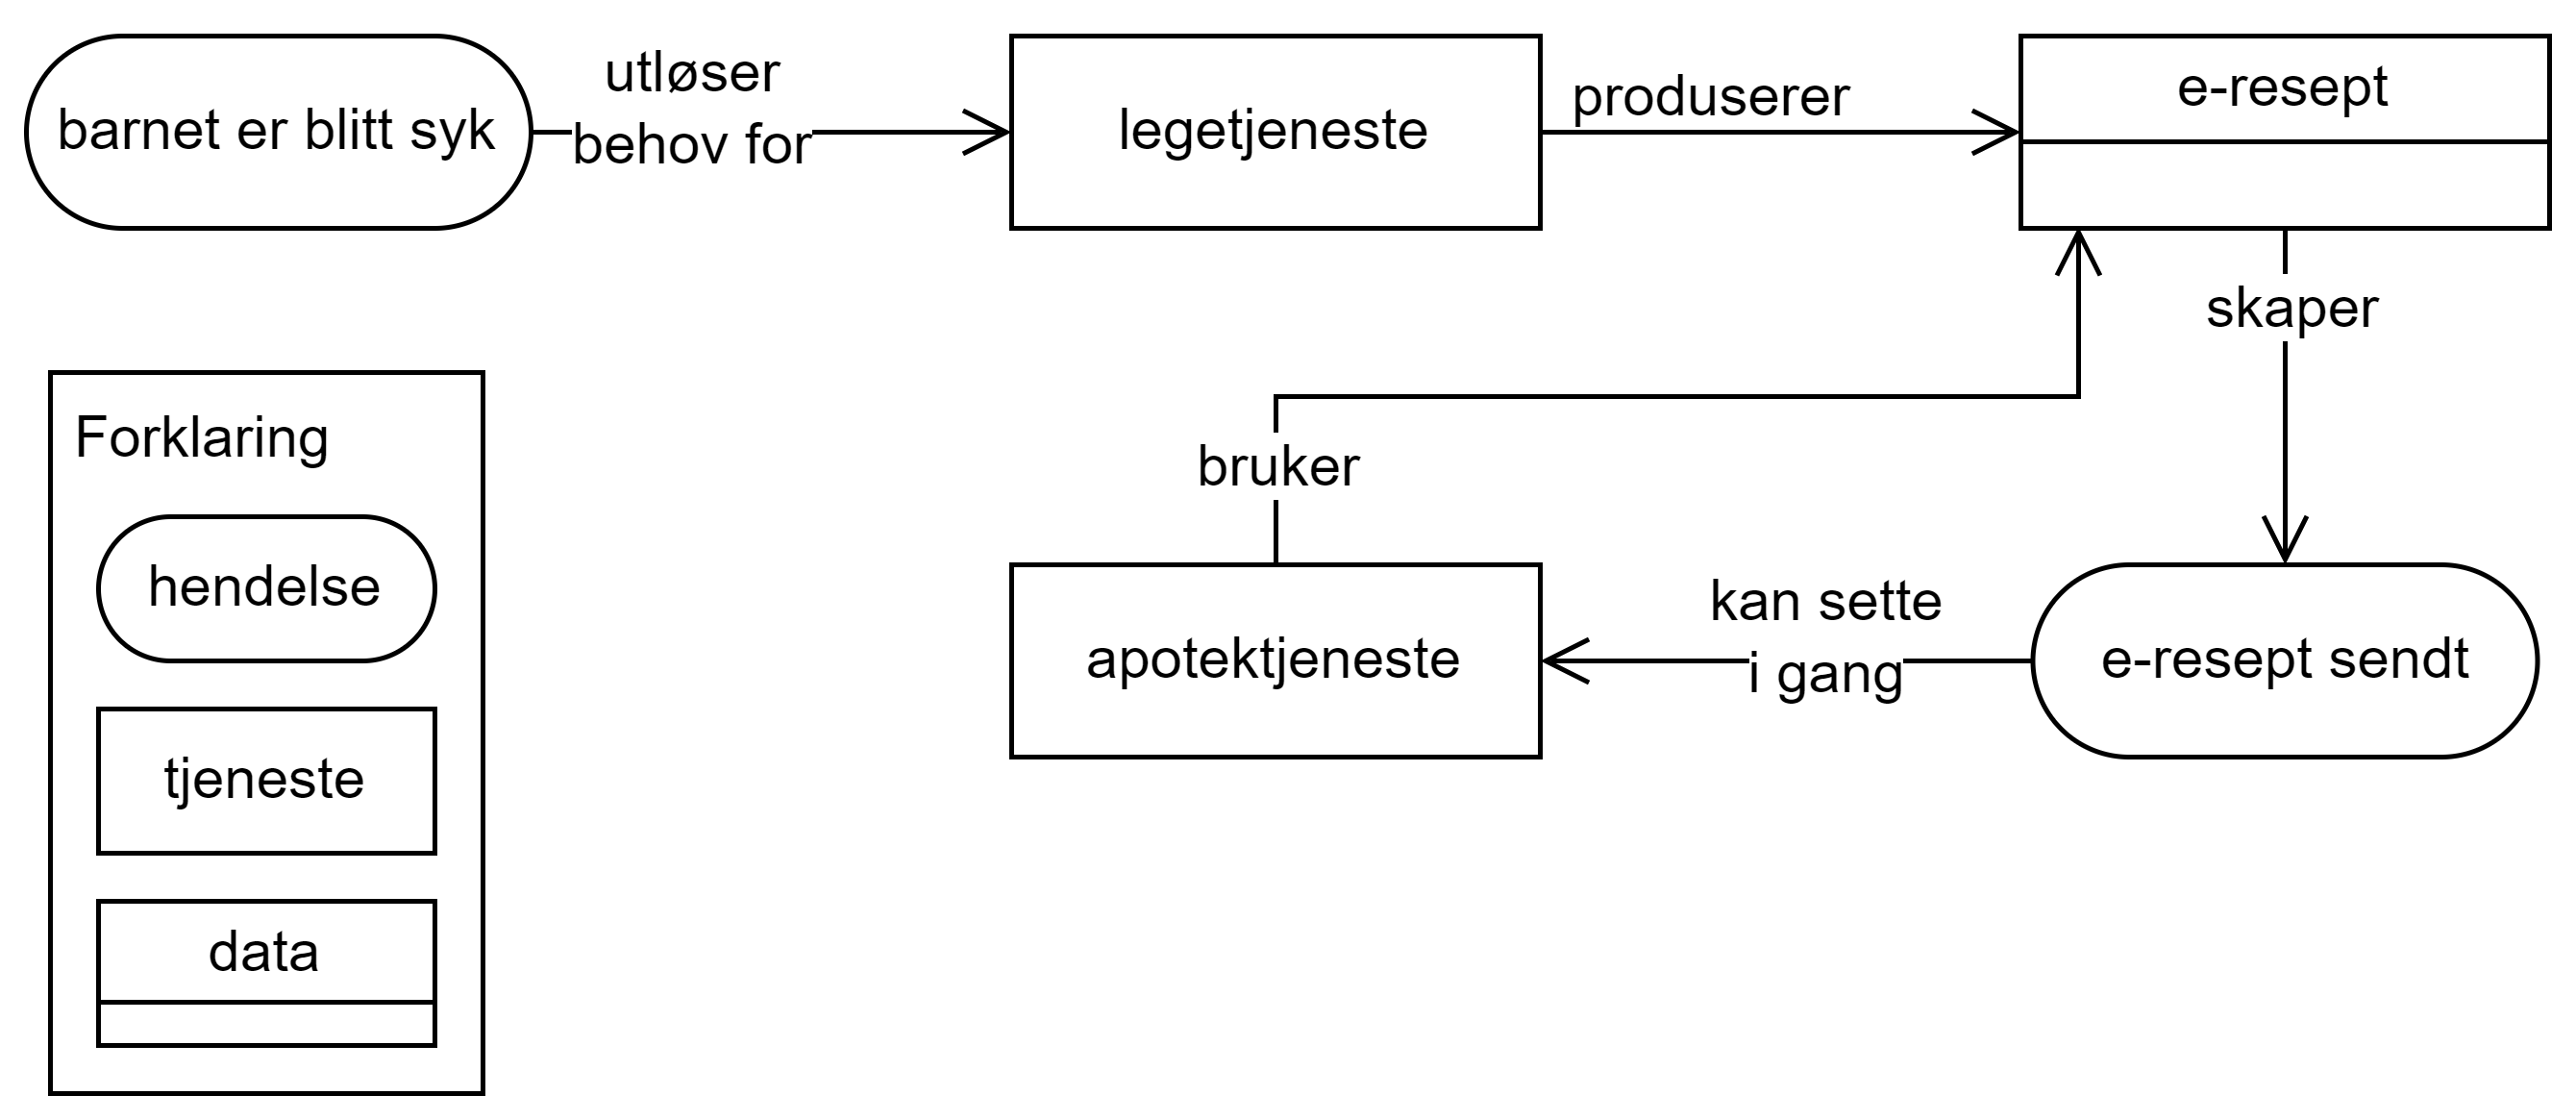 barnet er blitt syk
utløser
behov for
legetjeneste
produserer
e-resept
skaper
bruker
apotektjeneste
kan sette
i gang
e-resept sendt
Forklaring
hendelse
tjeneste
data